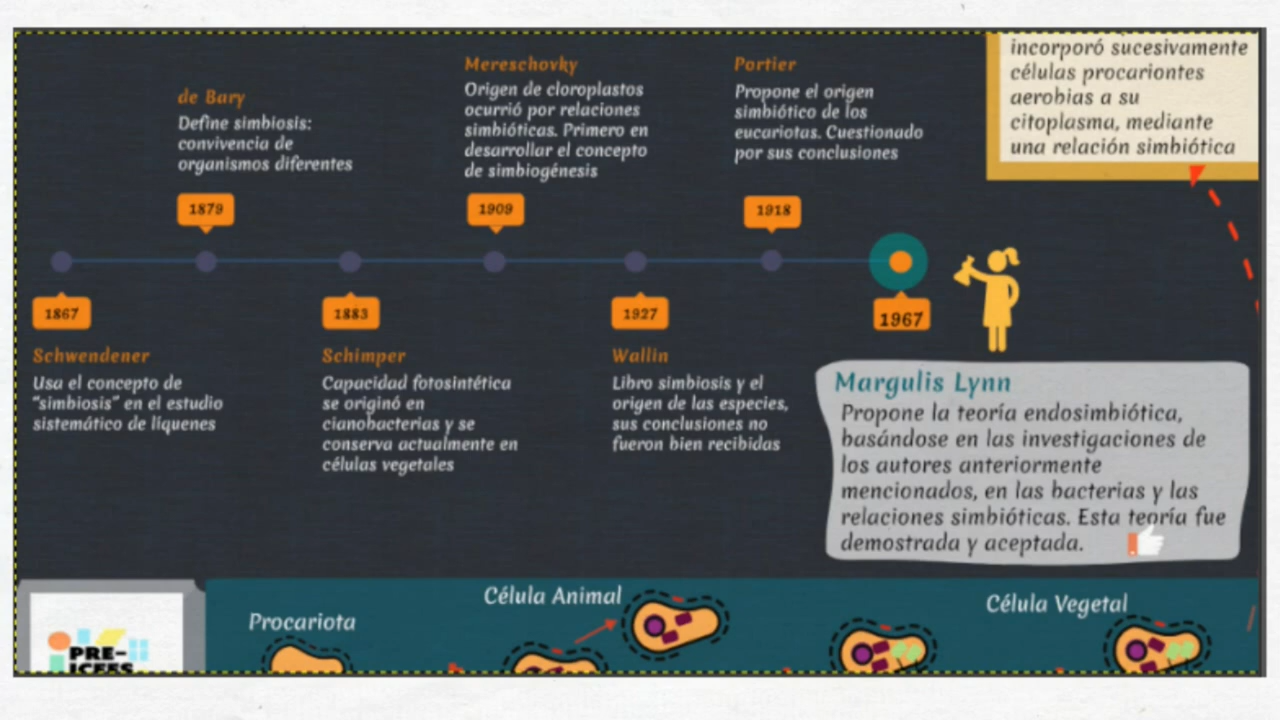 incorporó sucesivamente
células procariontes
aerobias a su
citoplasma, mediante
una relación simbiótica
de Bary
Define simbiosis:
convivencia de
organismos diferentes
1879
Mereschovky
Origen de cloroplastos
ocurrió por relaciones
simbióticas. Primero en
desarrollar el concepto
de simbiogénesis
1909
Portier
Propone el origen
simbiótico de los
eucariotas. Cuestionado
por sus conclusiones
1918
1867
Schwendener
Usa el concepto de
“simbiosis” en el estudio
sistemático de líquenes
1883
Schimper
Capacidad fotosintética
se originó en
cianobacterias y se
conserva actualmente en
células vegetales
1927
Wallin
Libro simbiosis y el
origen de las especies,
sus conclusiones no
fueron bien recibidas
1967
Margulis Lynn
Propone la teoría endosimbiótica,
basándose en las investigaciones de
los autores anteriormente
mencionados, en las bacterias y las
relaciones simbióticas. Esta teoría fue
demostrada y aceptada.
Procariota
Célula Animal
Célula Vegetal
PRE-
ICFES